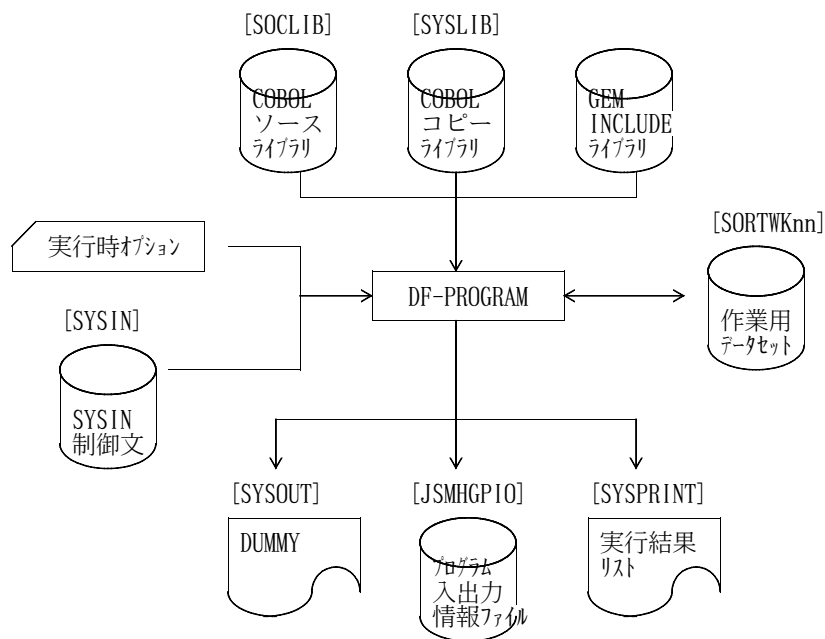 [SOCLIB]
[SYSLIB]
COBOL
ソース
ライブラリ
COBOL
コピー
ライブラリ
GEM
INCLUDE
ライブラリ
実行時オプション
[SORTWKnn]
DF-PROGRAM
作業用
データセット
[SYSIN]
SYSIN
制御文
[SYSOUT]
[JSMHGPIO]
[SYSPRINT]
DUMMY
プログラム
入出力
情報ファイル
実行結果
リスト